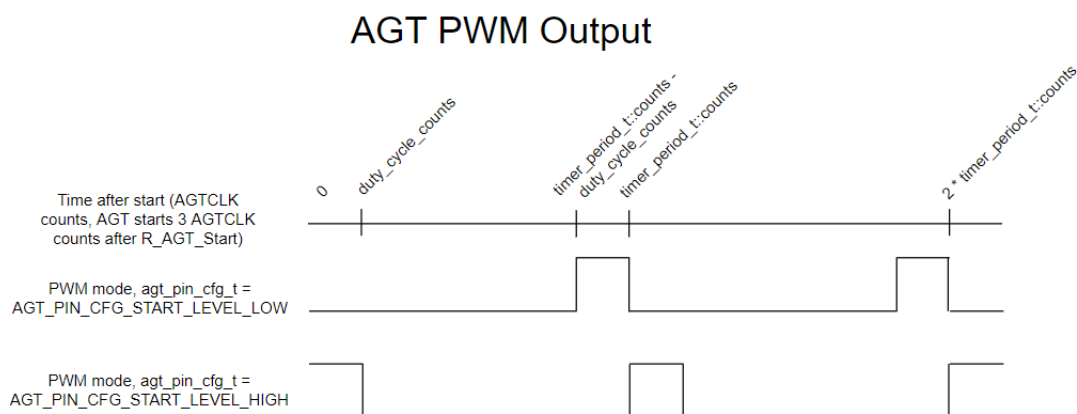 AGT PWM Output
0
duty_cycle_counts
timer_period_t::counts -
duty_cycle_counts
timer_period_t::counts
2 * timer_period_t::counts
Time after start (AGTCLK
counts, AGT starts 3 AGTCLK
counts after R_AGT_Start)
PWM mode, agt_pin_cfg_t =
AGT_PIN_CFG_START_LEVEL_LOW
PWM mode, agt_pin_cfg_t =
AGT_PIN_CFG_START_LEVEL_HIGH